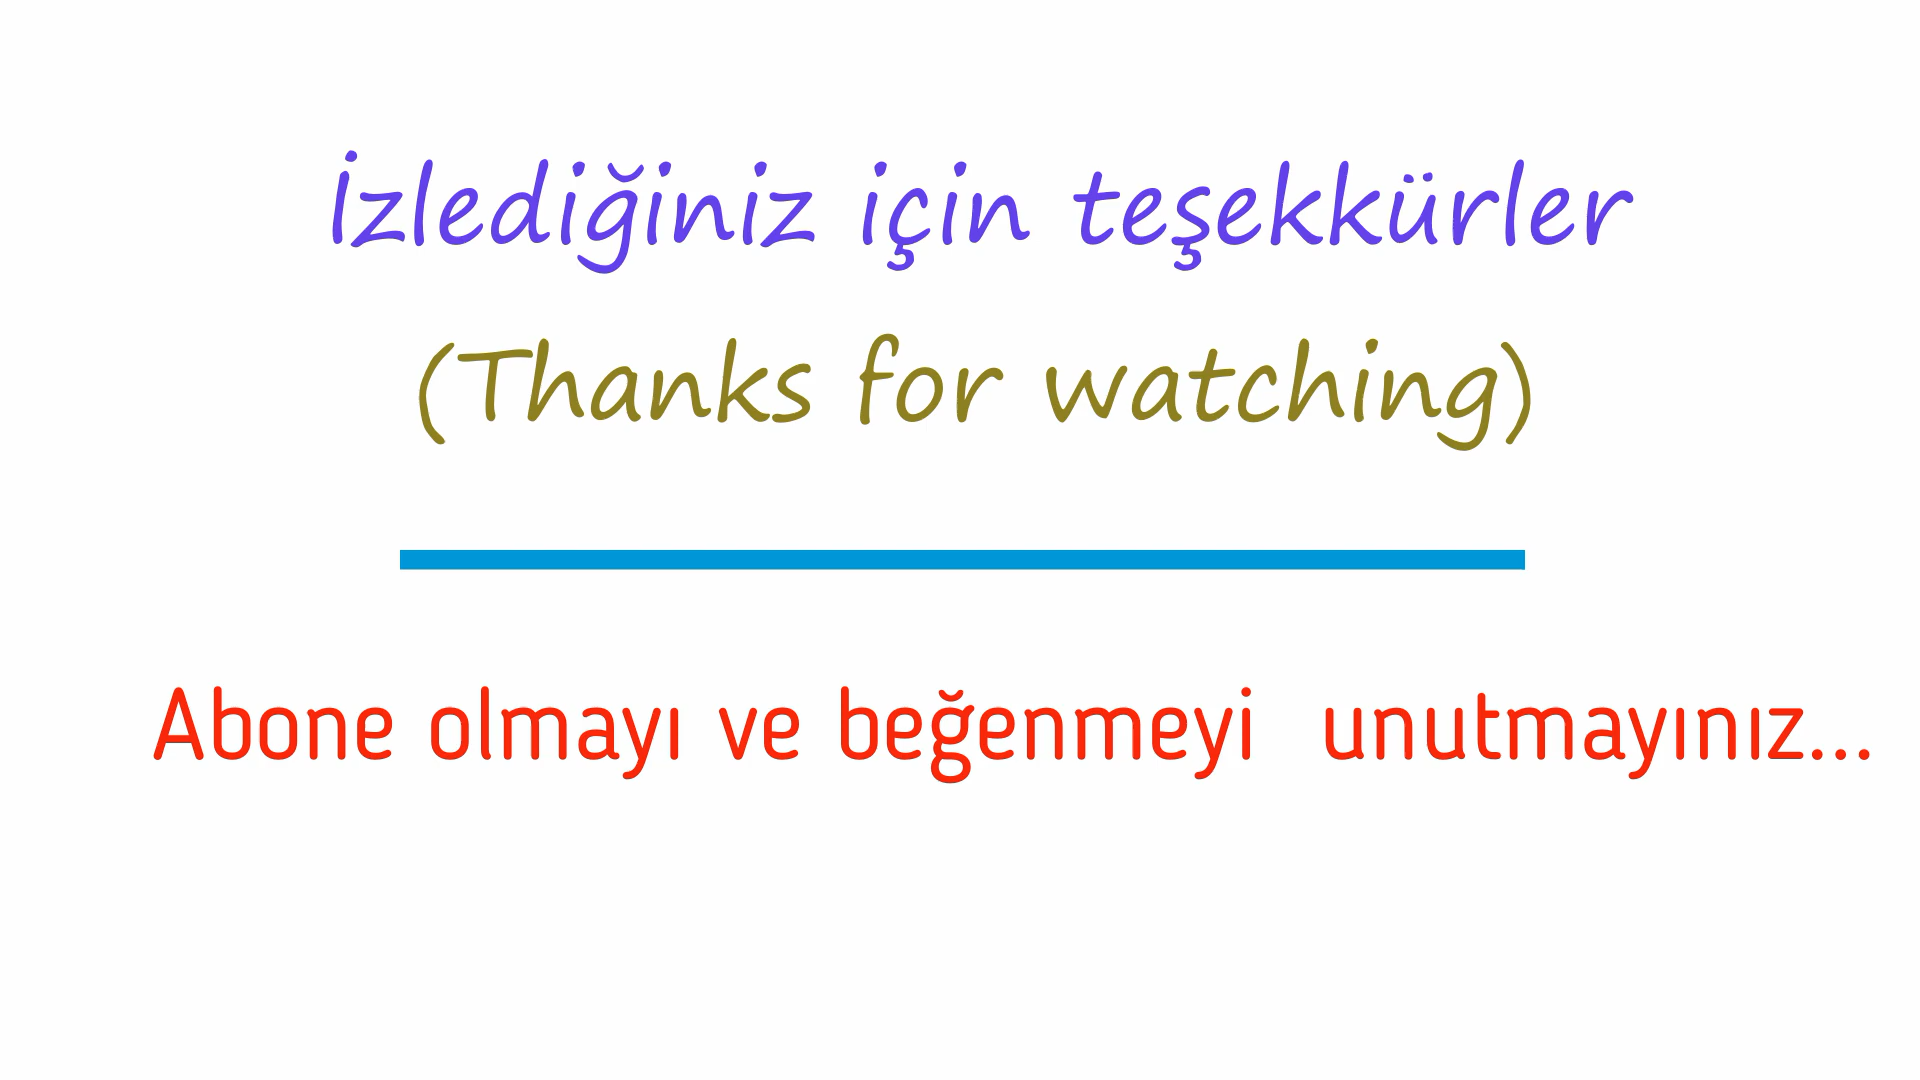 İzlediğiniz için teşekkürler
(Thanks for watching)
Abone olmayı ve beğenmeyi  unutmayınız...